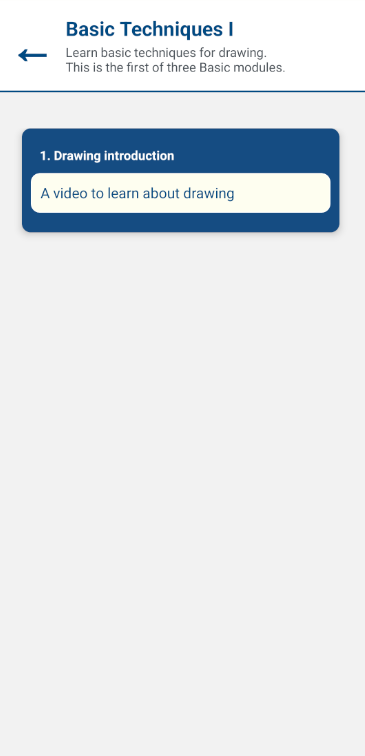 Basic Techniques I
Learn basic techniques for drawing.
This is the first of three Basic modules.
1. Drawing introduction
A video to learn about drawing